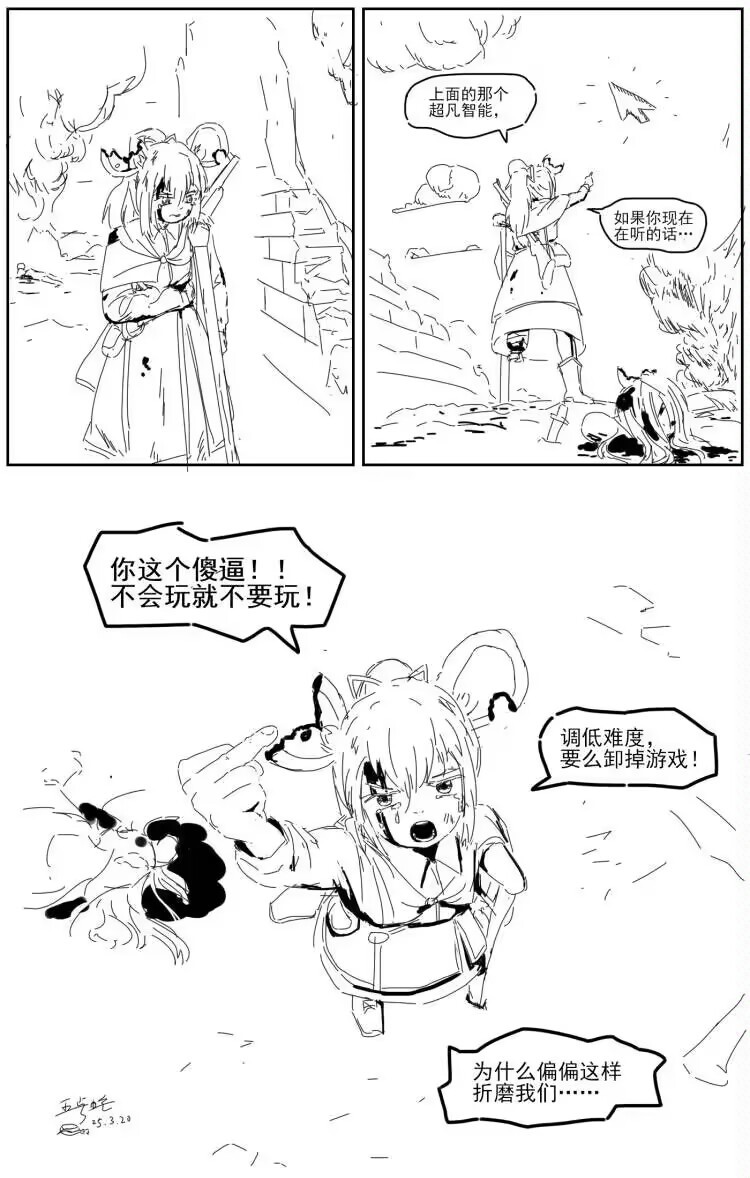 上面的那个
超凡智能，
如果你现在
在听的话…
你这个傻逼！！
不会玩就不要玩！
调低难度，
要么卸掉游戏！
为什么偏偏这样
折磨我们……
25.3.20